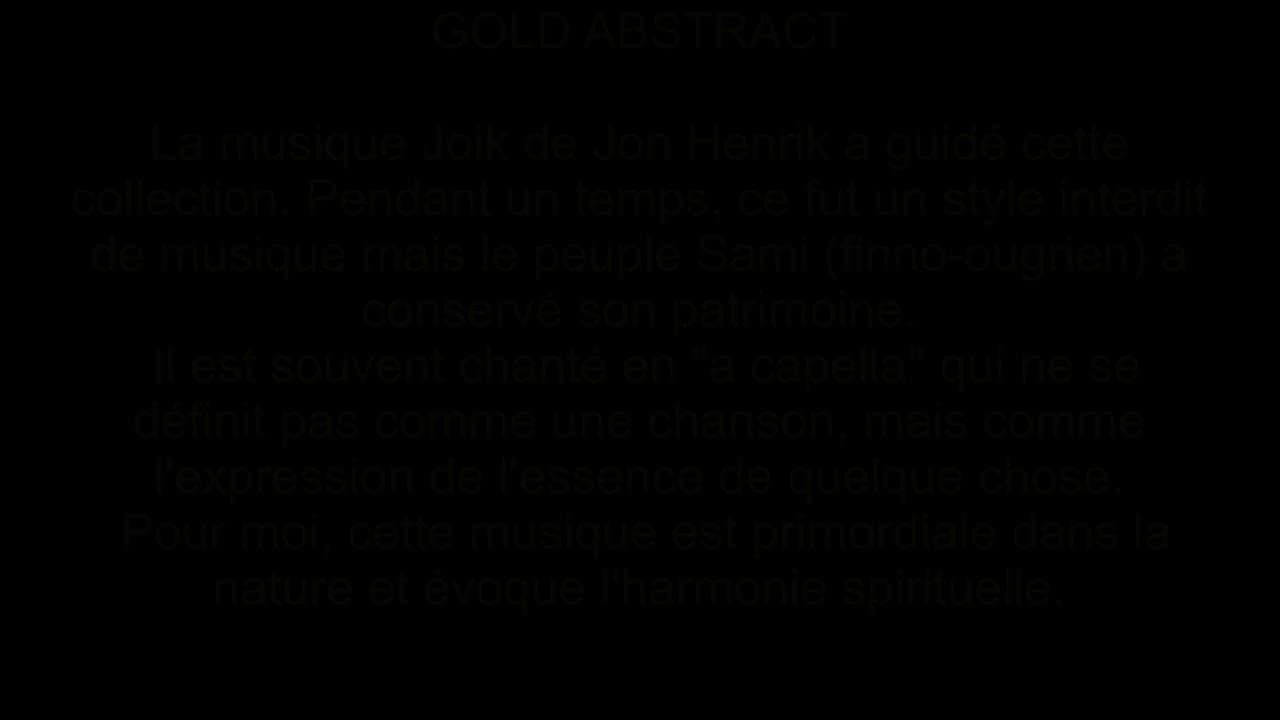 GOLD ABSTRACT
La musique Joik de Jon Henrik a guidé cette
collection. Pendant un temps, ce fut un style interdit
de musique mais le peuple Sami (finno-ougrien) a
conservé son patrimoine.
Il est souvent chanté en "a capella" qui ne se
définit pas comme une chanson, mais comme
l'expression de l'essence de quelque chose.
Pour moi, cette musique est primordiale dans la
nature et évoque l'harmonie spirituelle.